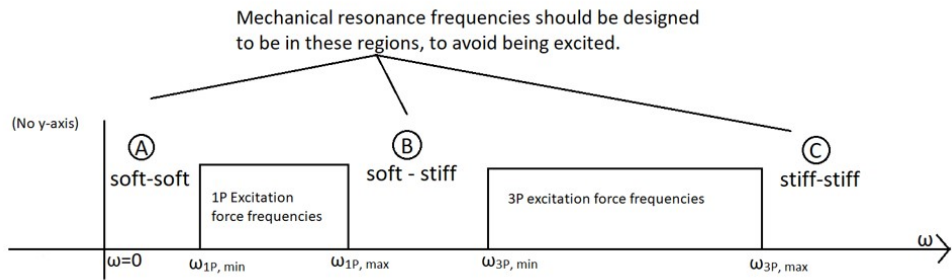 Mechanical resonance frequencies should be designed
to be in these regions, to avoid being excited.
(No y-axis)
A
soft-soft
B
soft - stiff
C
stiff-stiff
1P Excitation
force frequencies
3P excitation force frequencies
ω=0
ω1P, min
ω1P, max
ω3P, min
ω3P, max
ω